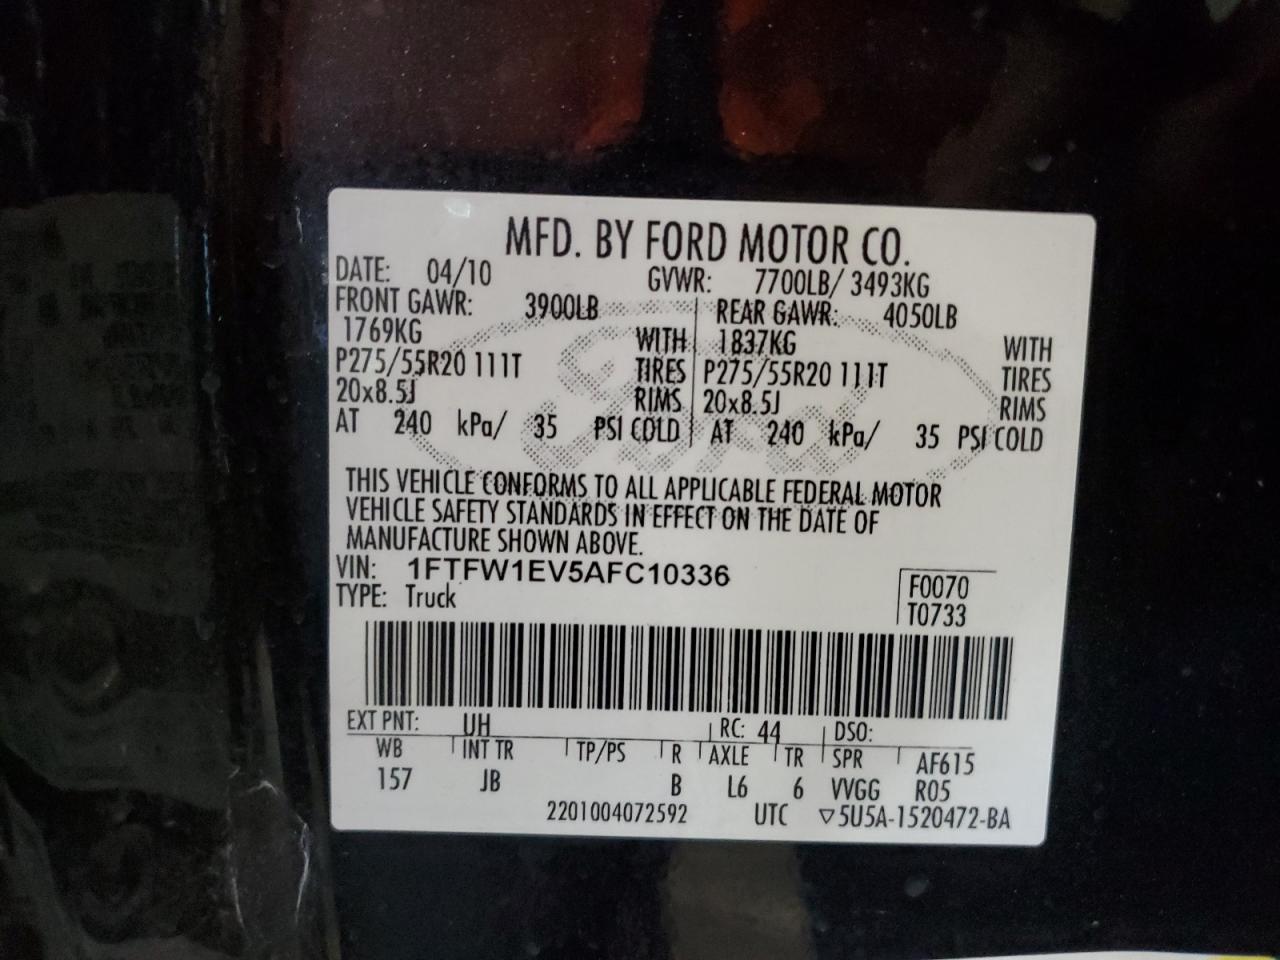 MFD. BY FORD MOTOR CO.
DATE: 04/10 GVWR: 7700LB/ 3493KG
FRONT GAWR: 3900LB REAR GAWR: 4050LB
1769KG WITH 1837KG WITH
P275/55R20 111T TIRES P275/55R20 111T TIRES
20x8.5J RIMS 20x8.5J RIMS
AT 240 kPa/ 35 PSI COLD AT 240 kPa/ 35 PSI COLD
THIS VEHICLE CONFORMS TO ALL APPLICABLE FEDERAL MOTOR
VEHICLE SAFETY STANDARDS IN EFFECT ON THE DATE OF
MANUFACTURE SHOWN ABOVE.
VIN: 1FTFW1EV5AFC10336
TYPE: Truck
F0070
T0733
EXT PNT: UH RC: 44 DSO:
WB INT TR TP/PS R AXLE TR SPR AF615
157 JB B L6 6 VVGG R05
2201004072592 UTC ▽5U5A-1520472-BA
Ford